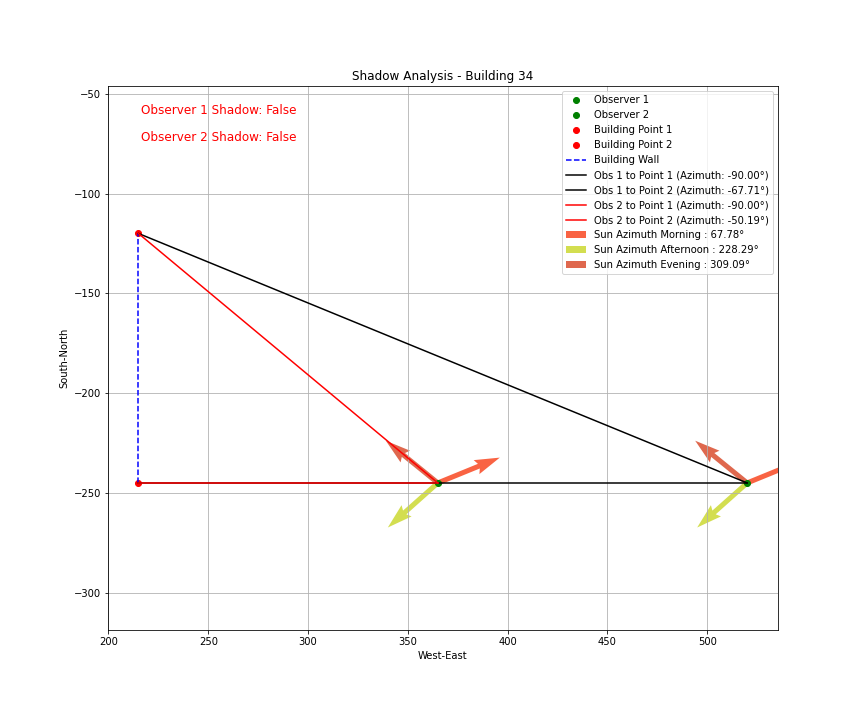 Shadow Analysis - Building 34
Observer 1 Shadow: False
Observer 2 Shadow: False
Observer 1
Observer 2
Building Point 1
Building Point 2
Building Wall
Obs 1 to Point 1 (Azimuth: -90.00°)
Obs 1 to Point 2 (Azimuth: -67.71°)
Obs 2 to Point 1 (Azimuth: -90.00°)
Obs 2 to Point 2 (Azimuth: -50.19°)
Sun Azimuth Morning : 67.78°
Sun Azimuth Afternoon : 228.29°
Sun Azimuth Evening : 309.09°
−50
−100
−150
−200
−250
−300
South-North
200 250 300 350 400 450 500
West-East